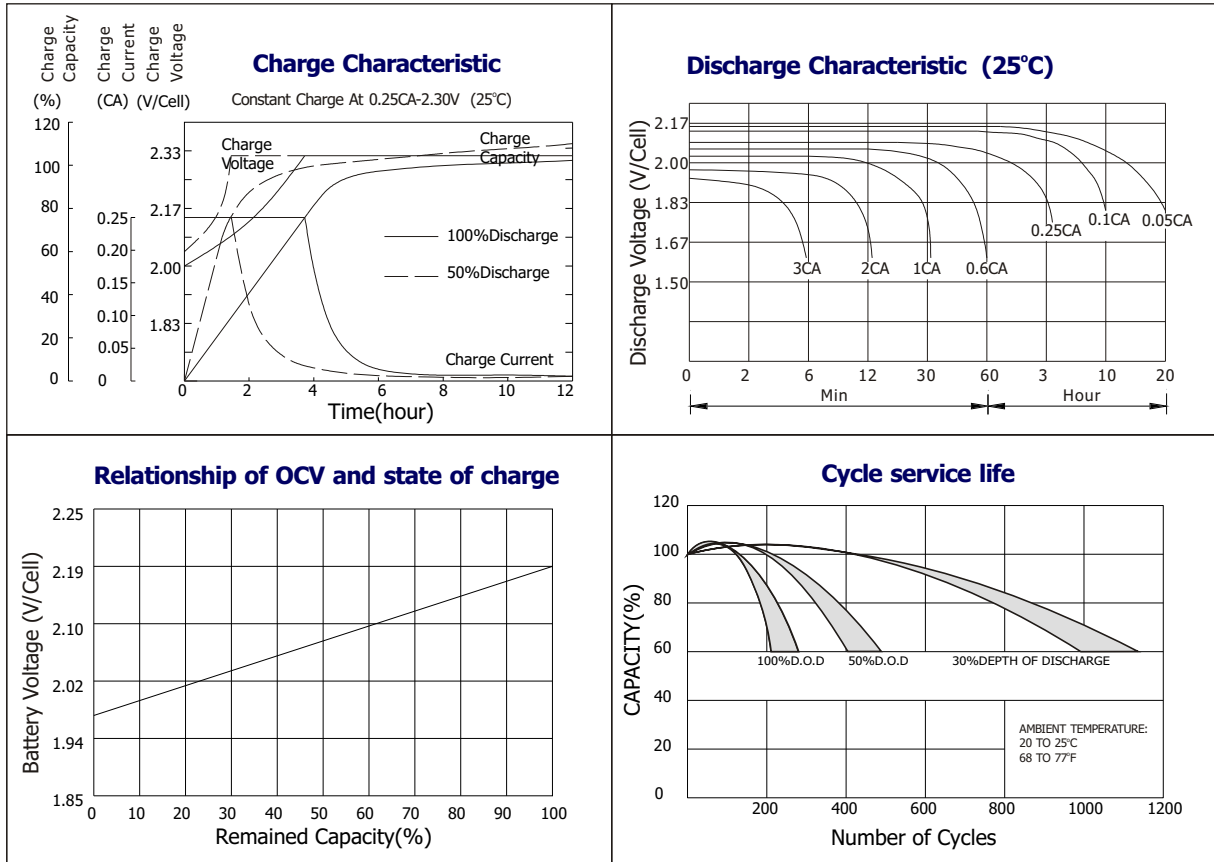 Charge
Capacity
Charge
Current
Charge
Voltage
(%)
(CA)
(V/Cell)
Charge Characteristic
Constant Charge At 0.25CA-2.30V (25°C)
120
100
80
60
40
20
0
0.25
0.20
0.15
0.10
0.05
0
2.33
2.17
2.00
1.83
Charge
Voltage
Charge
Capacity
100%Discharge
50%Discharge
Charge Current
0 2 4 6 8 10 12
Time(hour)
Discharge Characteristic (25°C)
Discharge Voltage (V/Cell)
2.17
2.00
1.83
1.67
1.50
3CA 2CA 1CA 0.6CA 0.25CA 0.1CA 0.05CA
0 2 6 12 30 60 3 10 20
Min Hour
Relationship of OCV and state of charge
Battery Voltage (V/Cell)
2.25
2.19
2.10
2.02
1.94
1.85
0 10 20 30 40 50 60 70 80 90 100
Remained Capacity(%)
Cycle service life
CAPACITY(%)
120
100
80
60
40
20
0
100%D.O.D 50%D.O.D 30%DEPTH OF DISCHARGE
AMBIENT TEMPERATURE:
20 TO 25°C
68 TO 77°F
200 400 600 800 1000 1200
Number of Cycles